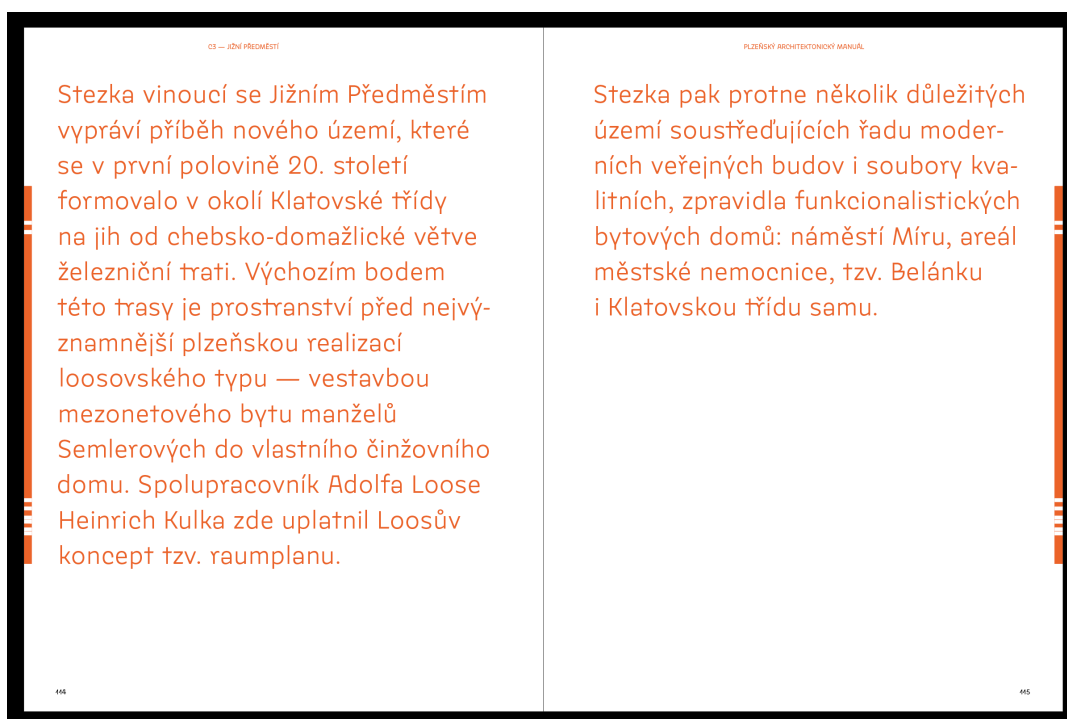 C3 — JIŽNÍ PŘEDMĚSTÍ
Stezka vinoucí se Jižním Předměstím
vypráví příběh nového území, které
se v první polovině 20. století
formovalo v okolí Klatovské třídy
na jih od chebsko-domažlické větve
železniční trati. Výchozím bodem
této trasy je prostranství před nejvý-
znamnější plzeňskou realizací
loosovského typu — vestavbou
mezonetového bytu manželů
Semlerových do vlastního činžovního
domu. Spolupracovník Adolfa Loose
Heinrich Kulka zde uplatnil Loosův
koncept tzv. raumplanu.
114
PLZEŇSKÝ ARCHITEKTONICKÝ MANUÁL
Stezka pak protne několik důležitých
území soustřeďujících řadu moder-
ních veřejných budov i soubory kva-
litních, zpravidla funkcionalistických
bytových domů: náměstí Míru, areál
městské nemocnice, tzv. Belánku
i Klatovskou třídu samu.
115